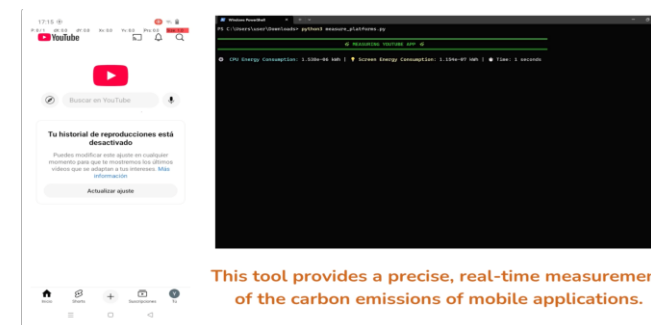 17:16
YouTube
Buscar en YouTube
Tu historial de reproducciones está
desactivado
Puedes modificar este ajuste en cualquier
momento para que te mostremos los últimos
vídeos que se adaptan a tus intereses. Más
información
Actualizar ajuste
Inicio
Shorts
Suscripciones
Tú
Windows PowerShell
PS C:\Users\user\Downloads> python3 measure_platforms.py
MEASURING YOUTUBE APP
CPU Energy Consumption: 1.538e-06 kWh | Screen Energy Consumption: 1.154e-07 kWh | Time: 1 seconds
This tool provides a precise, real-time measuremen
of the carbon emissions of mobile applications.